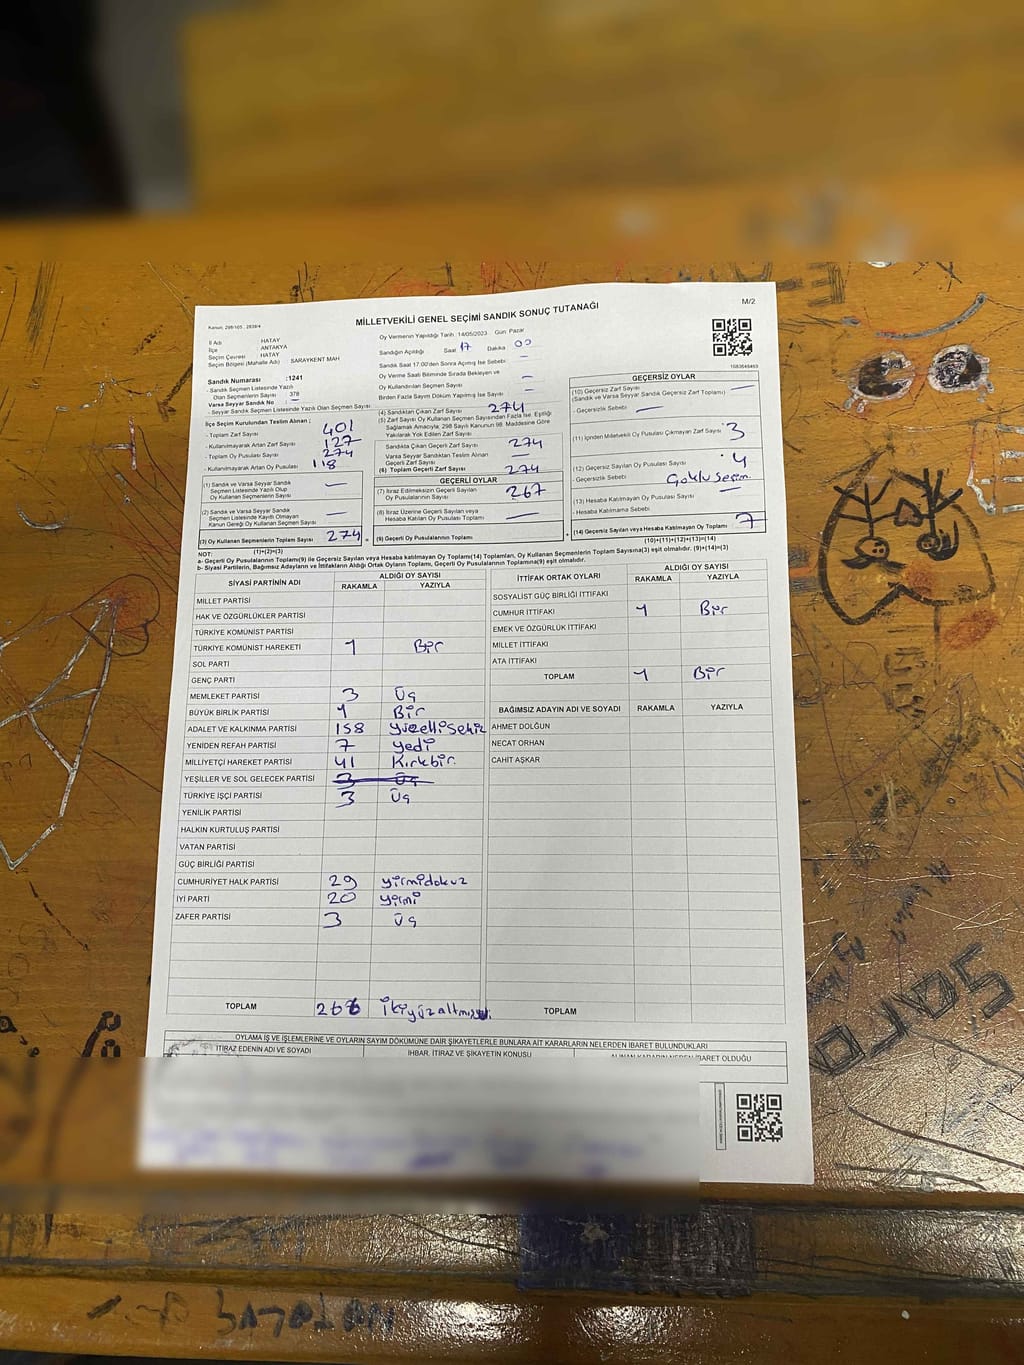 MİLLETVEKİLİ GENEL SEÇİMİ SANDIK SONUÇ TUTANAĞI
M/2
Kanun: 298/105 , 2839/4
İl Adı : HATAY
İlçe : ANTAKYA
Seçim Çevresi : HATAY
Seçim Bölgesi (Mahalle Adı) : SARAYKENT MAH
Sandık Numarası :1241
- Sandık Seçmen Listesinde Yazılı
Olan Seçmenlerin Sayısı : 378
Varsa Seyyar Sandık No : —
- Seyyar Sandık Seçmen Listesinde Yazılı Olan Seçmen Sayısı
İlçe Seçim Kurulundan Teslim Alınan ;
- Toplam Zarf Sayısı 401
- Kullanılmayarak Artan Zarf Sayısı 127
- Toplam Oy Pusulası 274
- Kullanılmayarak Artan Oy Pusulası 118
(1) Sandık ve Varsa Seyyar Sandık
Seçmen Listesinde Yazılı Olup
Oy Kullanan Seçmenlerin Sayısı —
(2) Sandık ve Varsa Seyyar Sandık
Seçmen Listesinde Kayıtlı Olmayan
Kanun Gereği Oy Kullanan Seçmen Sayısı —
(3) Oy Kullanan Seçmenlerin Toplam Sayısı 274
(1)+(2)=(3)
Oy Vermenin Yapıldığı Tarih :14/05/2023 Gün: Pazar
Sandığın Açıldığı Saat 17 Dakika 00
Sandık Saat 17.00'den Sonra Açılmış İse Sebebi: —
Oy Verme Saati Bitiminde Sırada Bekleyen ve
Oy Kullandırılan Seçmen Sayısı —
Birden Fazla Sayım Döküm Yapılmış İse Sayısı —
(4) Sandıktan Çıkan Zarf Sayısı 274
(5) Zarf Sayısı Oy Kullanan Seçmen Sayısından Fazla İse, Eşitliği
Sağlamak Amacıyla, 298 Sayılı Kanunun 98. Maddesine Göre
Yakılarak Yok Edilen Zarf Sayısı
Sandıkta Çıkan Geçerli Zarf Sayısı 274
Varsa Seyyar Sandıktan Teslim Alınan
Geçerli Zarf Sayısı —
(6) Toplam Geçerli Zarf Sayısı 274
GEÇERLİ OYLAR
(7) İtiraz Edilmeksizin Geçerli Sayılan
Oy Pusulalarının Sayısı 267
(8) İtiraz Üzerine Geçerli Sayılan veya
Hesaba Katılan Oy Pusulası Toplamı —
(9) Geçerli Oy Pusulalarının Toplamı
GEÇERSİZ OYLAR
(10) Geçersiz Zarf Sayısı —
(Sandık ve Varsa Seyyar Sandık Geçersiz Zarf Toplamı)
- Geçersizlik Sebebi : —
(11) İçinden Milletvekili Oy Pusulası Çıkmayan Zarf Sayısı : 3
(12) Geçersiz Sayılan Oy Pusulası Sayısı : 4
- Geçersizlik Sebebi : Çoklu Seçim
(13) Hesaba Katılmayan Oy Pusulası Sayısı —
- Hesaba Katılmama Sebebi :
(14) Geçersiz Sayılan veya Hesaba Katılmayan Oy Toplamı 7
(10)+(11)+(12)+(13)=(14)
NOT:
a- Geçerli Oy Pusulalarının Toplamı(9) ile Geçersiz Sayılan veya Hesaba Katılmayan Oy Toplamı(14) Toplamları, Oy Kullanan Seçmenlerin Toplam Sayısına(3) eşit olmalıdır. (9)+(14)=(3)
b- Siyasi Partilerin, Bağımsız Adayların ve İttifakların Aldığı Ortak Oyların Toplamı, Geçerli Oy Pusulalarının Toplamına(9) eşit olmalıdır.
SİYASİ PARTİNİN ADI ALDIĞI OY SAYISI
RAKAMLA YAZIYLA
MİLLET PARTİSİ
HAK VE ÖZGÜRLÜKLER PARTİSİ
TÜRKİYE KOMÜNİST PARTİSİ
TÜRKİYE KOMÜNİST HAREKETİ 1 Bir
SOL PARTİ
GENÇ PARTİ
MEMLEKET PARTİSİ 3 Üç
BÜYÜK BİRLİK PARTİSİ 1 Bir
ADALET VE KALKINMA PARTİSİ 158 yüzellisekiz
YENİDEN REFAH PARTİSİ 7 yedi
MİLLİYETÇİ HAREKET PARTİSİ 41 Kırkbir.
YEŞİLLER VE SOL GELECEK PARTİSİ 3 Üç
TÜRKİYE İŞÇİ PARTİSİ 3 Üç
YENİLİK PARTİSİ
HALKIN KURTULUŞ PARTİSİ
VATAN PARTİSİ
GÜÇ BİRLİĞİ PARTİSİ
CUMHURİYET HALK PARTİSİ 29 yirmidokuz
İYİ PARTİ 20 yirmi
ZAFER PARTİSİ 3 Üç
TOPLAM 266
İTTİFAK ORTAK OYLARI ALDIĞI OY SAYISI
RAKAMLA YAZIYLA
SOSYALİST GÜÇ BİRLİĞİ İTTİFAKI
CUMHUR İTTİFAKI 1 Bir
EMEK VE ÖZGÜRLÜK İTTİFAKI
MİLLET İTTİFAKI
ATA İTTİFAKI
TOPLAM 1 Bir
BAĞIMSIZ ADAYIN ADI VE SOYADI RAKAMLA YAZIYLA
AHMET DOLĞUN
NECAT ORHAN
CAHİT AŞKAR
TOPLAM
OYLAMA İŞ VE İŞLEMLERİNE VE OYLARIN SAYIM DÖKÜMÜNE DAİR ŞİKAYETLERLE BUNLARA AİT KARARLARIN NELERDEN İBARET BULUNDUKLARI
İTİRAZ EDENİN ADI VE SOYADI İHBAR, İTİRAZ VE ŞİKAYETİN KONUSU ALINAN KARARIN NEDEN İBARET OLDUĞU